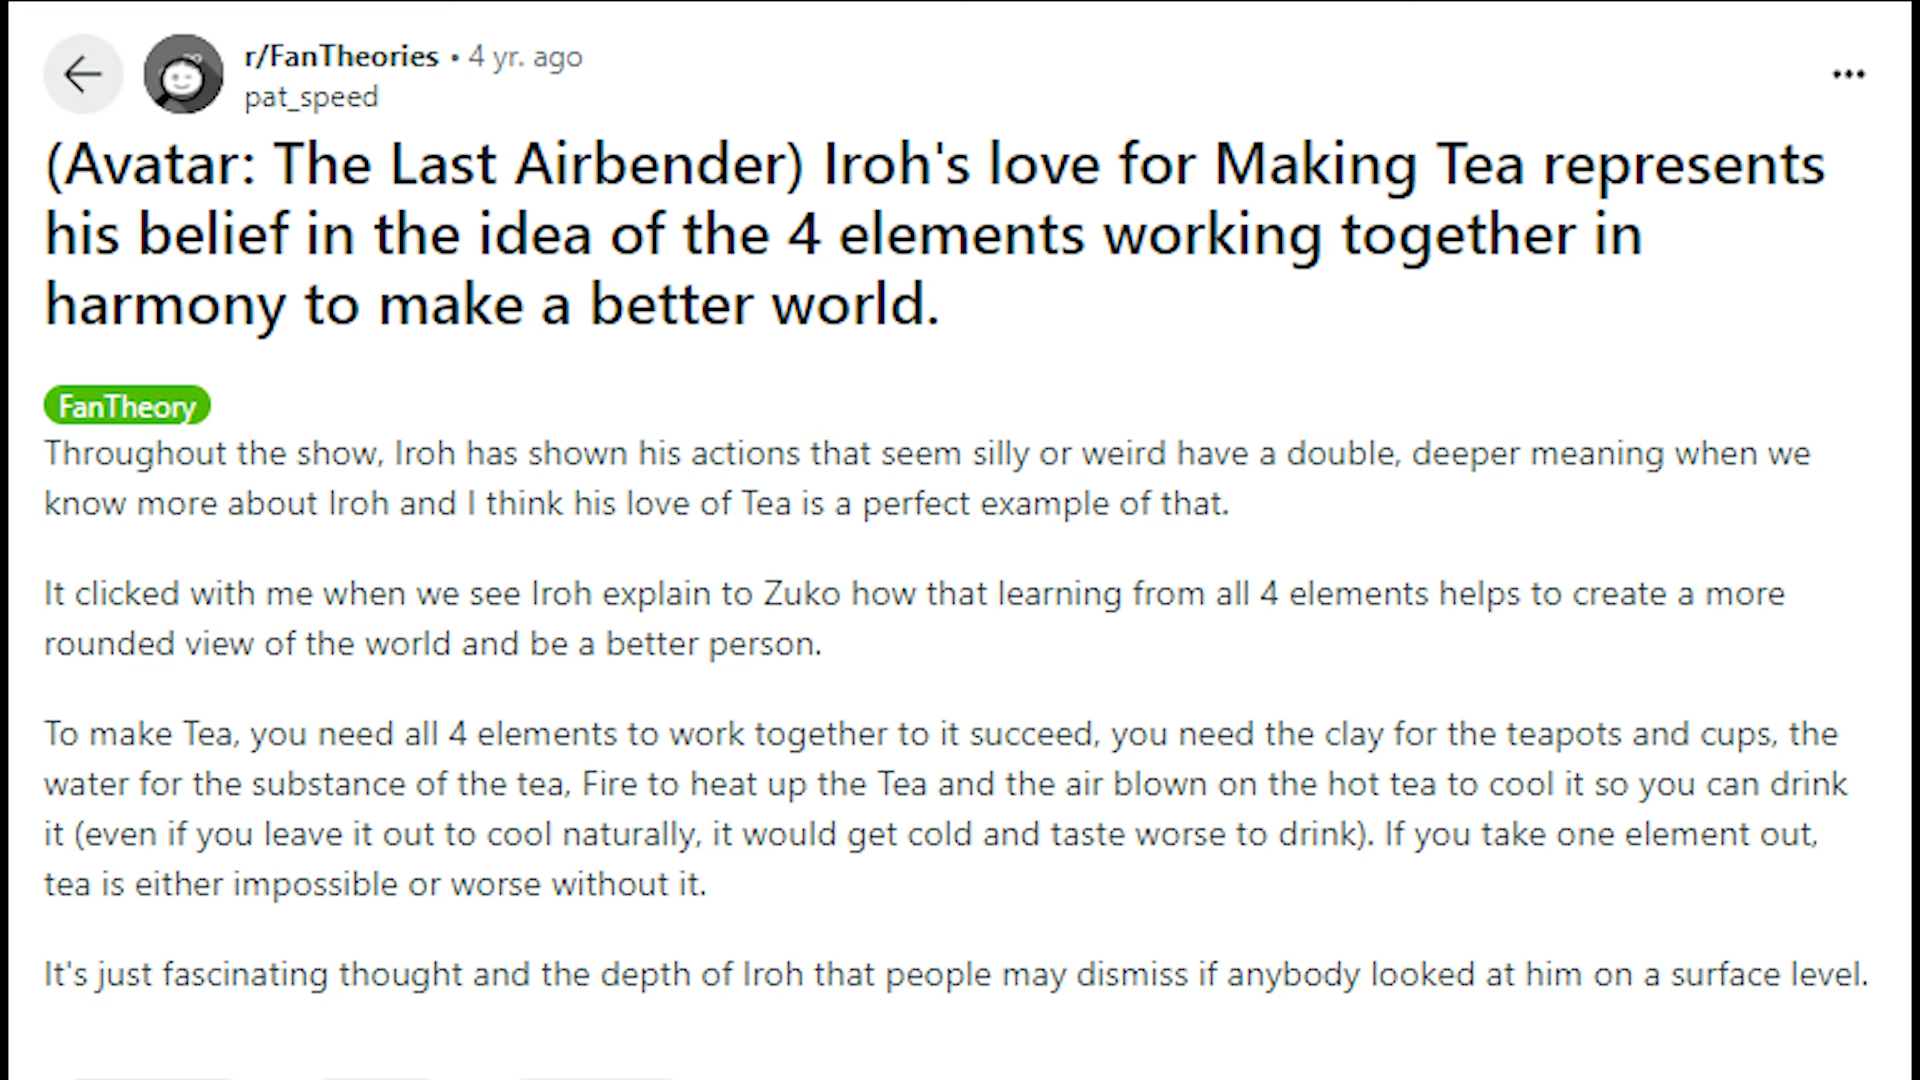 r/FanTheories • 4 yr. ago
pat_speed
(Avatar: The Last Airbender) Iroh's love for Making Tea represents
his belief in the idea of the 4 elements working together in
harmony to make a better world.
FanTheory
Throughout the show, Iroh has shown his actions that seem silly or weird have a double, deeper meaning when we
know more about Iroh and I think his love of Tea is a perfect example of that.
It clicked with me when we see Iroh explain to Zuko how that learning from all 4 elements helps to create a more
rounded view of the world and be a better person.
To make Tea, you need all 4 elements to work together to it succeed, you need the clay for the teapots and cups, the
water for the substance of the tea, Fire to heat up the Tea and the air blown on the hot tea to cool it so you can drink
it (even if you leave it out to cool naturally, it would get cold and taste worse to drink). If you take one element out,
tea is either impossible or worse without it.
It's just fascinating thought and the depth of Iroh that people may dismiss if anybody looked at him on a surface level.